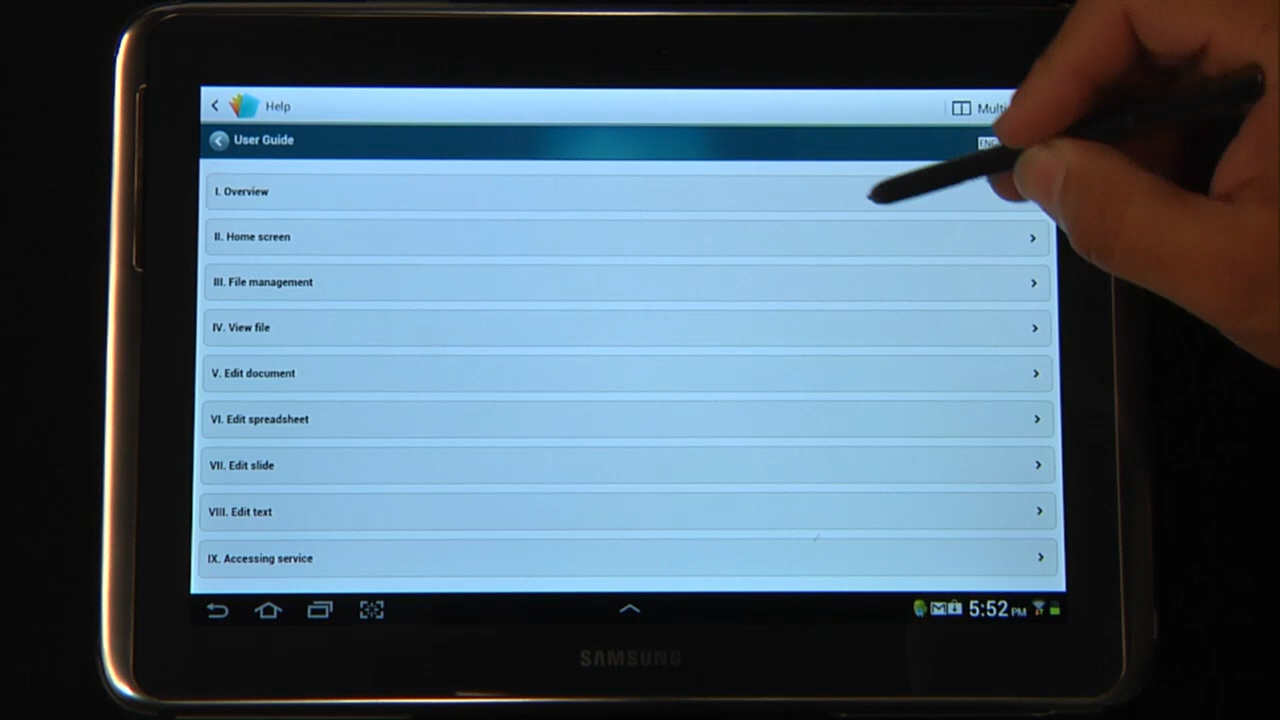 Help
Multi
User Guide
ENG
I. Overview
II. Home screen
III. File management
IV. View file
V. Edit document
VI. Edit spreadsheet
VII. Edit slide
VIII. Edit text
IX. Accessing service
5:52 PM
SAMSUNG